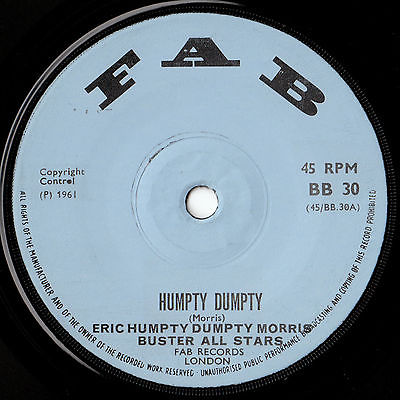 FAB
Copyright
Control
(P) 1961
45 RPM
BB 30
(45/BB.30A)
HUMPTY DUMPTY
(Morris)
ERIC HUMPTY DUMPTY MORRIS
BUSTER ALL STARS
FAB RECORDS
LONDON
ALL RIGHTS OF THE MANUFACTURER AND OF THE OWNER OF THE RECORDED WORK RESERVED · UNAUTHORISED PUBLIC PERFORMANCE BROADCASTING AND COPYING OF THIS RECORD PROHIBITED